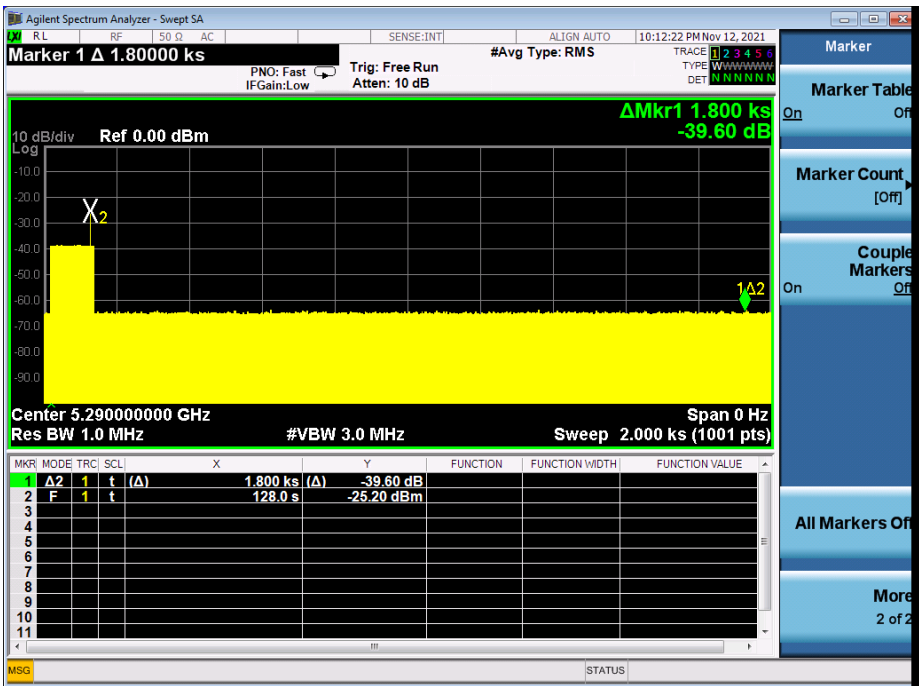 Agilent Spectrum Analyzer - Swept SA
LXI RL RF 50 Ω AC SENSE:INT ALIGN AUTO 10:12:22 PM Nov 12, 2021
Marker 1 Δ 1.80000 ks
PNO: Fast
IFGain:Low
Trig: Free Run
Atten: 10 dB
#Avg Type: RMS
TRACE 1 2 3 4 5 6
TYPE WWWWWW
DET N N N N N N
ΔMkr1 1.800 ks
-39.60 dB
10 dB/div Ref 0.00 dBm
Log
-10.0
-20.0
-30.0
-40.0
-50.0
-60.0
-70.0
-80.0
-90.0
2
1Δ2
Center 5.290000000 GHz Span 0 Hz
Res BW 1.0 MHz #VBW 3.0 MHz Sweep 2.000 ks (1001 pts)
MKR MODE TRC SCL X Y FUNCTION FUNCTION WIDTH FUNCTION VALUE
1 Δ2 1 t (Δ) 1.800 ks (Δ) -39.60 dB
2 F 1 t 128.0 s -25.20 dBm
3
4
5
6
7
8
9
10
11
MSG STATUS
Marker
Marker Table
On Off
Marker Count
[Off]
Couple
Markers
On Off
All Markers Off
More
2 of 2